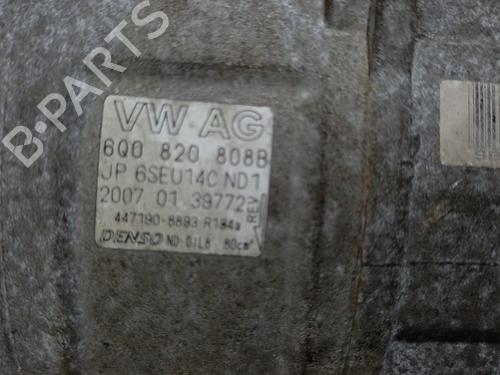 B-PARTS
VW AG
6Q0 820 808B
JP 6SEU14C ND1
2007 01 39772
REV
447190-8893 R134a
DENSO ND-OIL8 80cm³